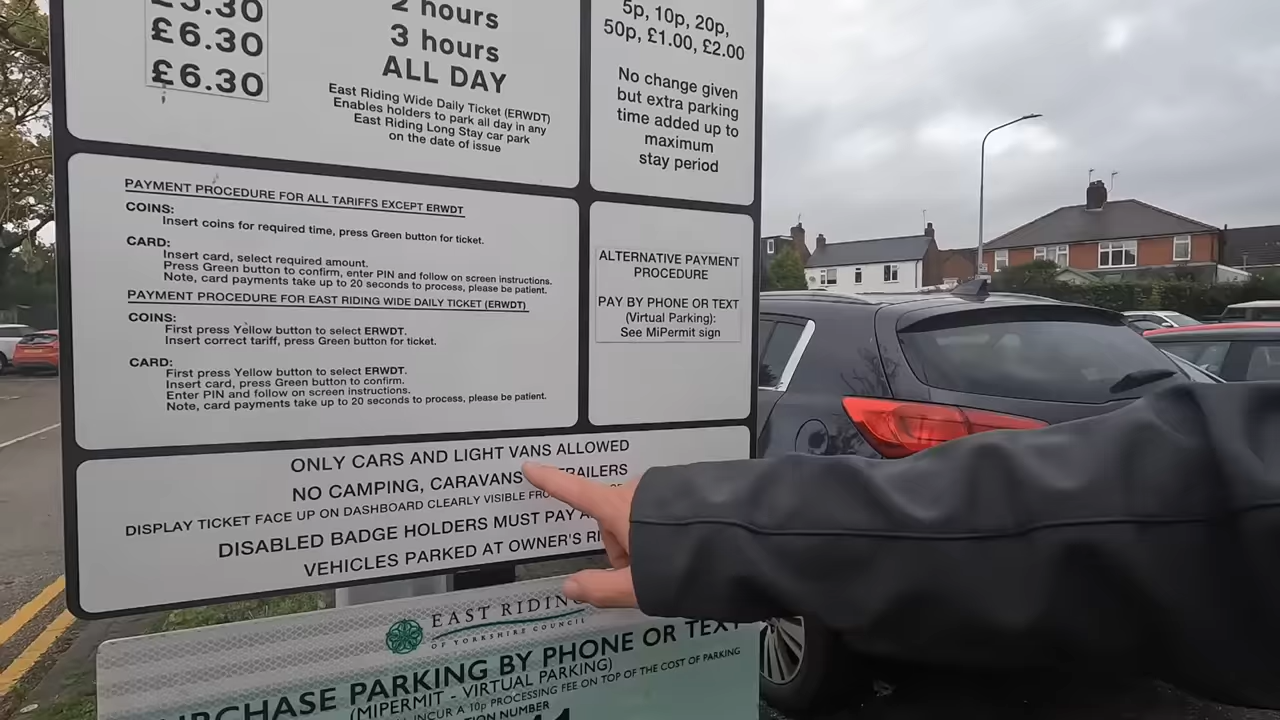 £6.30
£6.30
2 hours
3 hours
ALL DAY
East Riding Wide Daily Ticket (ERWDT)
Enables holders to park all day in any
East Riding Long Stay car park
on the date of issue
5p, 10p, 20p,
50p, £1.00, £2.00
No change given
but extra parking
time added up to
maximum
stay period
PAYMENT PROCEDURE FOR ALL TARIFFS EXCEPT ERWDT
COINS:
Insert coins for required time, press Green button for ticket.
CARD:
Insert card, select required amount.
Press Green button to confirm, enter PIN and follow on screen instructions.
Note, card payments take up to 20 seconds to process, please be patient.
PAYMENT PROCEDURE FOR EAST RIDING WIDE DAILY TICKET (ERWDT)
COINS:
First press Yellow button to select ERWDT.
Insert correct tariff, press Green button for ticket.
CARD:
First press Yellow button to select ERWDT.
Insert card, press Green button to confirm.
Enter PIN and follow on screen instructions.
Note, card payments take up to 20 seconds to process, please be patient.
ALTERNATIVE PAYMENT
PROCEDURE
PAY BY PHONE OR TEXT
(Virtual Parking):
See MiPermit sign
ONLY CARS AND LIGHT VANS ALLOWED
NO CAMPING, CARAVANS TRAILERS
DISPLAY TICKET FACE UP ON DASHBOARD CLEARLY VISIBLE
DISABLED BADGE HOLDERS MUST PAY
VEHICLES PARKED AT OWNER'S
EAST RIDING
OF YORKSHIRE COUNCIL
PARKING BY PHONE OR TEXT
(MIPERMIT - VIRTUAL PARKING)
INCUR A 10p PROCESSING FEE ON TOP OF THE COST OF PARKING
NUMBER